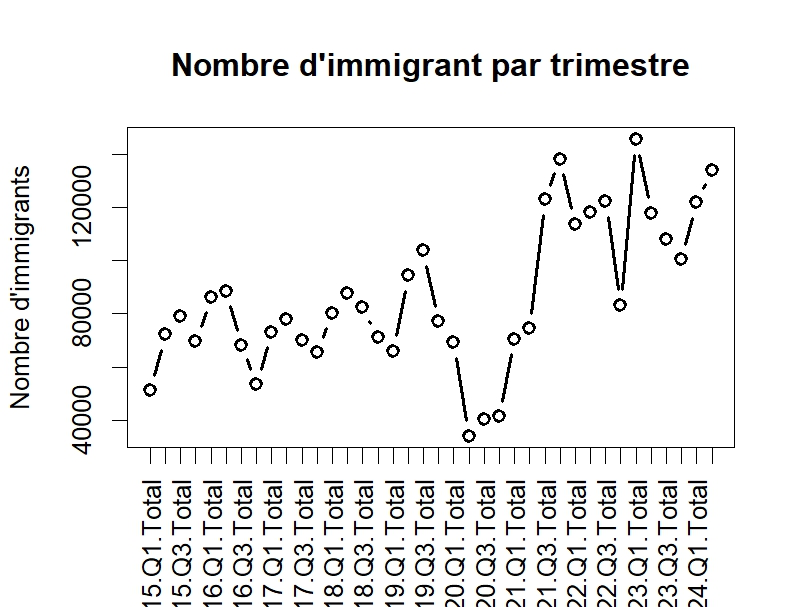 Nombre d'immigrant par trimestre
Nombre d'immigrants
120000
80000
40000
15.Q1.Total
15.Q3.Total
16.Q1.Total
16.Q3.Total
17.Q1.Total
17.Q3.Total
18.Q1.Total
18.Q3.Total
19.Q1.Total
19.Q3.Total
20.Q1.Total
20.Q3.Total
21.Q1.Total
21.Q3.Total
22.Q1.Total
22.Q3.Total
23.Q1.Total
23.Q3.Total
24.Q1.Total